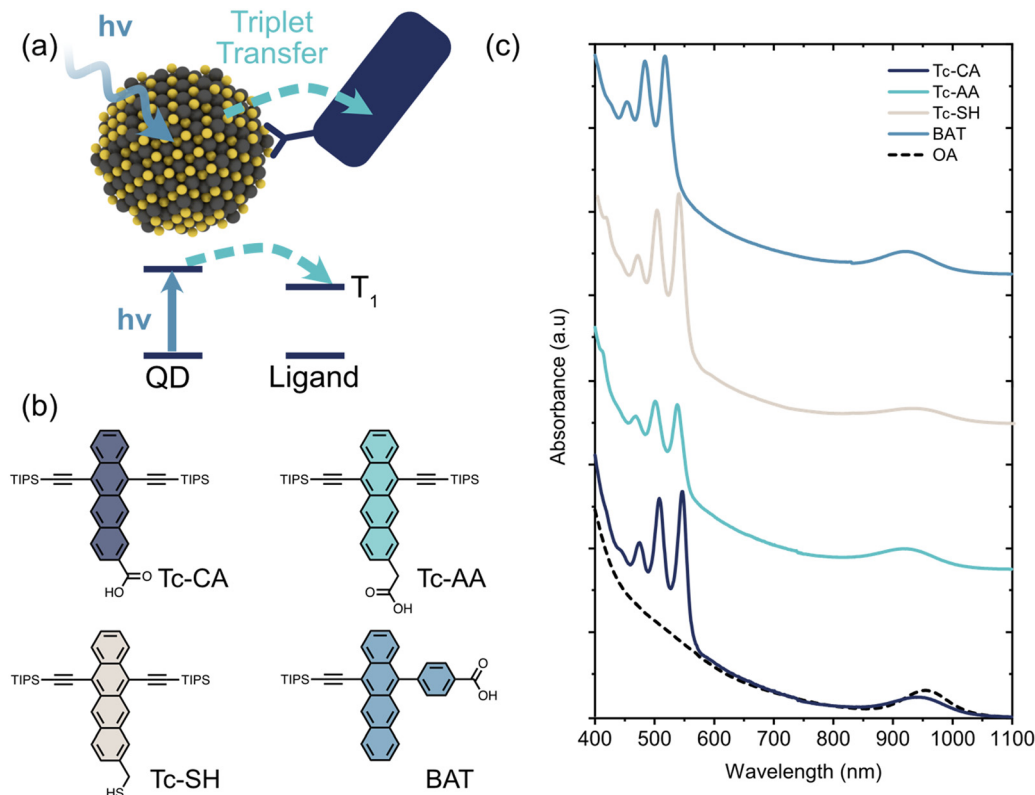 (a)
hν
Triplet
Transfer
hν
T1
QD
Ligand
(b)
TIPS
TIPS
O
HO
Tc-CA
TIPS
TIPS
O
OH
Tc-AA
TIPS
TIPS
HS
Tc-SH
TIPS
O
OH
BAT
(c)
Tc-CA
Tc-AA
Tc-SH
BAT
OA
Absorbance (a.u)
400 500 600 700 800 900 1000 1100
Wavelength (nm)